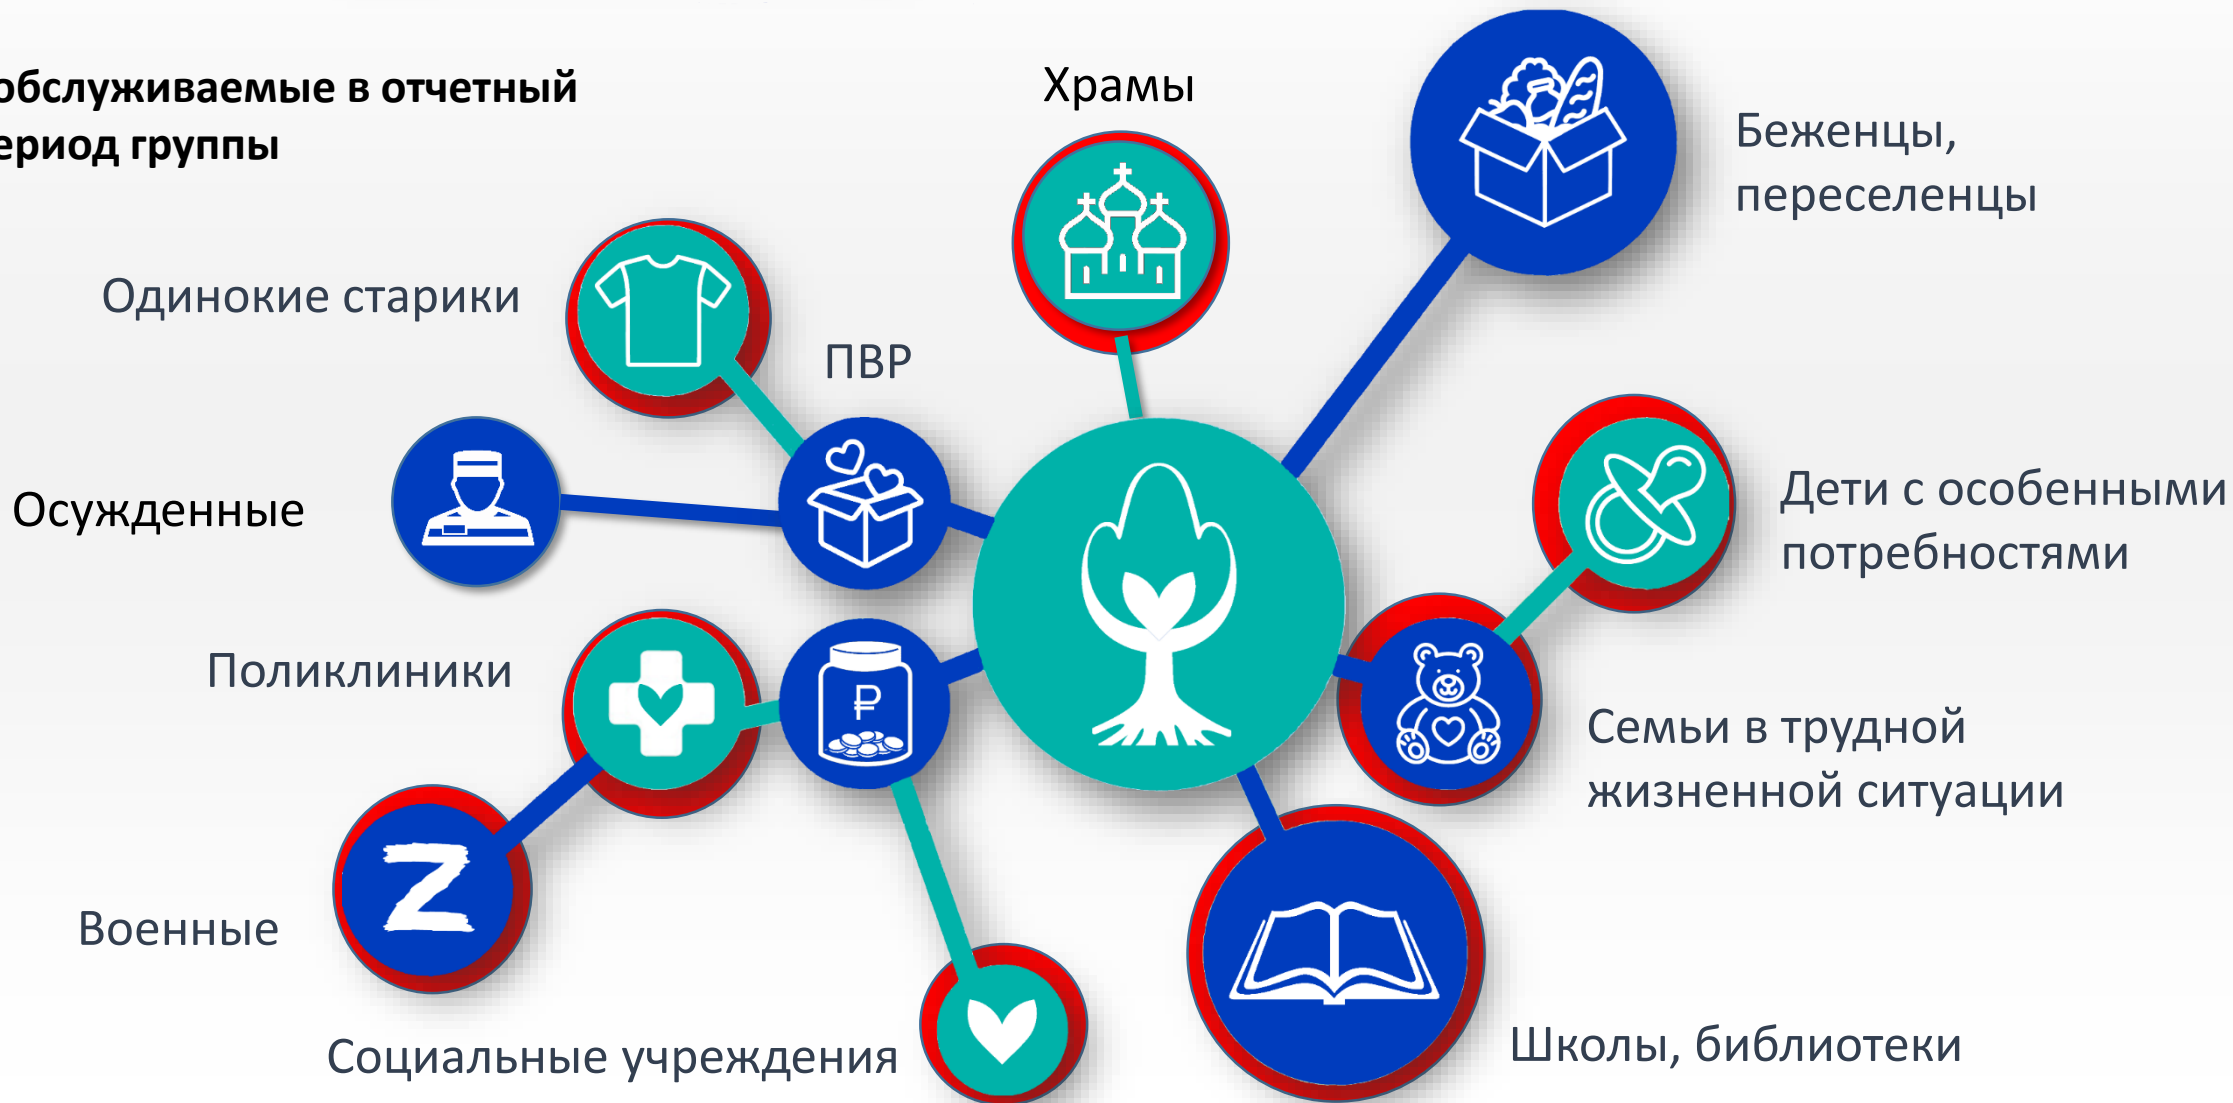 обслуживаемые в отчетный
ериод группы
Храмы
Беженцы,
переселенцы
Одинокие старики
ПВР
Осужденные
Дети с особенными
потребностями
Поликлиники
₽
Семьи в трудной
жизненной ситуации
Z
Военные
Социальные учреждения
Школы, библиотеки